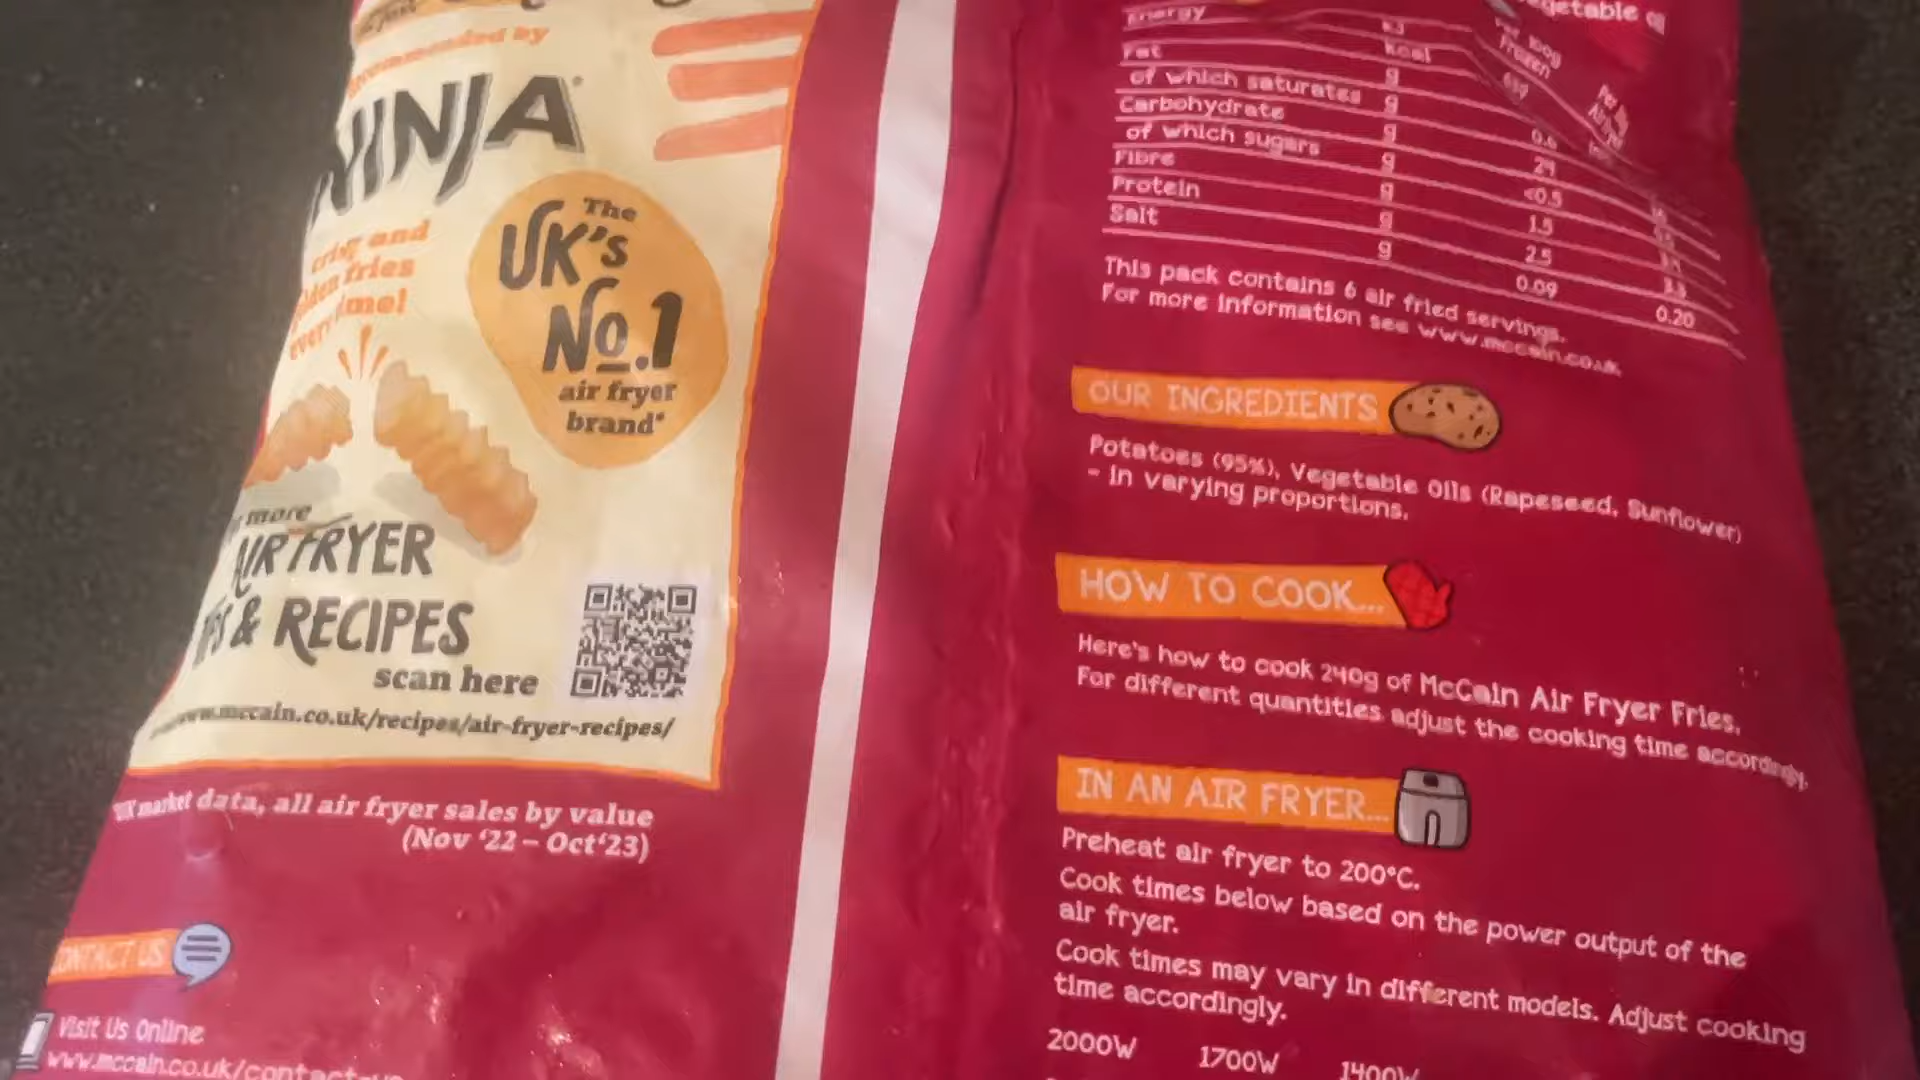 recommended by
NINJA
crispy and
golden fries
every time!
The
UK's
No.1
air fryer
brand*
more
AIR FRYER
& RECIPES
scan here
www.mccain.co.uk/recipes/air-fryer-recipes/
*UK market data, all air fryer sales by value
(Nov '22 – Oct'23)
CONTACT US
Visit Us Online
www.mccain.co.uk/contact-us
vegetable oil
Per 100g
Frozen
Energy kJ
kcal
Fat g
of which saturates g 0.6
Carbohydrate g 24
of which sugars g <0.5
Fibre g 1.5
Protein g 2.5
Salt g 0.09 0.20
This pack contains 6 air fried servings.
For more information see www.mccain.co.uk
OUR INGREDIENTS
Potatoes (95%), Vegetable Oils (Rapeseed, Sunflower)
- in varying proportions.
HOW TO COOK...
Here's how to cook 240g of McCain Air Fryer Fries.
For different quantities adjust the cooking time accordingly.
IN AN AIR FRYER...
Preheat air fryer to 200°C.
Cook times below based on the power output of the
air fryer.
Cook times may vary in different models. Adjust cooking
time accordingly.
2000W 1700W 1400W